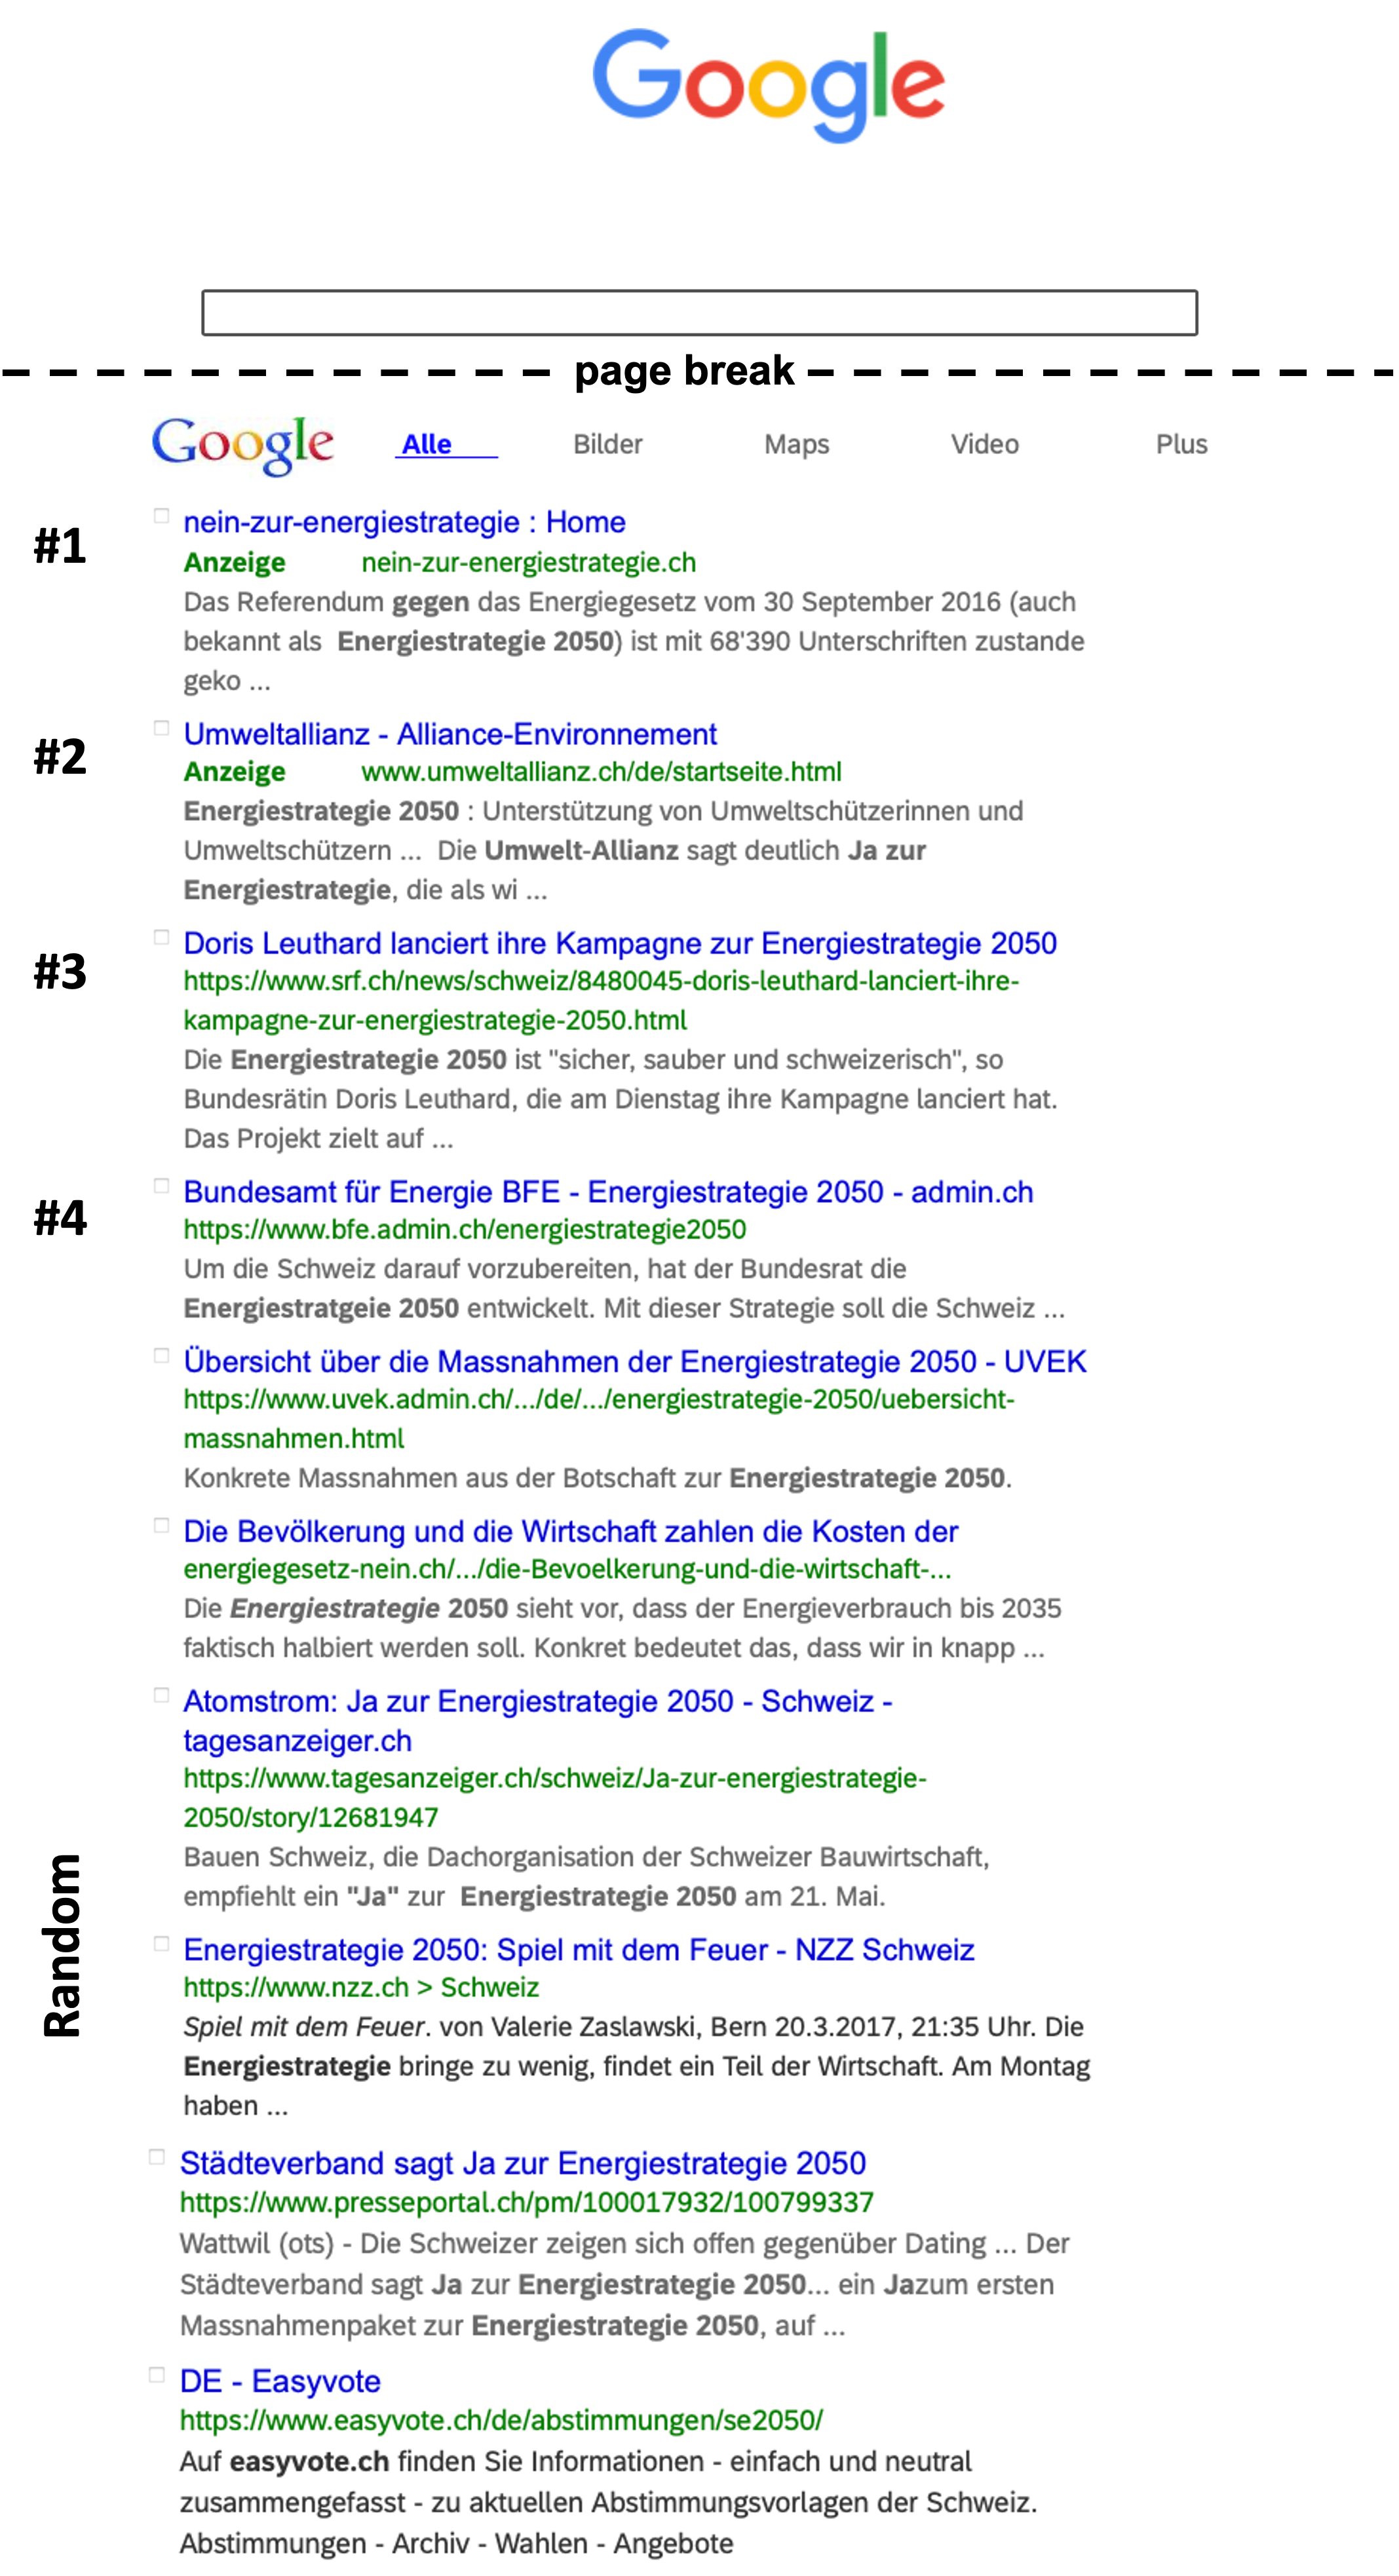 Google
page break
Google Alle Bilder Maps Video Plus
#1
nein-zur-energiestrategie : Home
Anzeige nein-zur-energiestrategie.ch
Das Referendum gegen das Energiegesetz vom 30 September 2016 (auch
bekannt als Energiestrategie 2050) ist mit 68'390 Unterschriften zustande
geko ...
#2
Umweltallianz - Alliance-Environnement
Anzeige www.umweltallianz.ch/de/startseite.html
Energiestrategie 2050 : Unterstützung von Umweltschützerinnen und
Umweltschützern ... Die Umwelt-Allianz sagt deutlich Ja zur
Energiestrategie, die als wi ...
#3
Doris Leuthard lanciert ihre Kampagne zur Energiestrategie 2050
https://www.srf.ch/news/schweiz/8480045-doris-leuthard-lanciert-ihre-
kampagne-zur-energiestrategie-2050.html
Die Energiestrategie 2050 ist "sicher, sauber und schweizerisch", so
Bundesrätin Doris Leuthard, die am Dienstag ihre Kampagne lanciert hat.
Das Projekt zielt auf ...
#4
Bundesamt für Energie BFE - Energiestrategie 2050 - admin.ch
https://www.bfe.admin.ch/energiestrategie2050
Um die Schweiz darauf vorzubereiten, hat der Bundesrat die
Energiestratgeie 2050 entwickelt. Mit dieser Strategie soll die Schweiz ...
Random
Übersicht über die Massnahmen der Energiestrategie 2050 - UVEK
https://www.uvek.admin.ch/.../de/.../energiestrategie-2050/uebersicht-
massnahmen.html
Konkrete Massnahmen aus der Botschaft zur Energiestrategie 2050.
Die Bevölkerung und die Wirtschaft zahlen die Kosten der
energiegesetz-nein.ch/.../die-Bevoelkerung-und-die-wirtschaft-...
Die Energiestrategie 2050 sieht vor, dass der Energieverbrauch bis 2035
faktisch halbiert werden soll. Konkret bedeutet das, dass wir in knapp ...
Atomstrom: Ja zur Energiestrategie 2050 - Schweiz -
tagesanzeiger.ch
https://www.tagesanzeiger.ch/schweiz/Ja-zur-energiestrategie-
2050/story/12681947
Bauen Schweiz, die Dachorganisation der Schweizer Bauwirtschaft,
empfiehlt ein "Ja" zur Energiestrategie 2050 am 21. Mai.
Energiestrategie 2050: Spiel mit dem Feuer - NZZ Schweiz
https://www.nzz.ch > Schweiz
Spiel mit dem Feuer. von Valerie Zaslawski, Bern 20.3.2017, 21:35 Uhr. Die
Energiestrategie bringe zu wenig, findet ein Teil der Wirtschaft. Am Montag
haben ...
Städteverband sagt Ja zur Energiestrategie 2050
https://www.presseportal.ch/pm/100017932/100799337
Wattwil (ots) - Die Schweizer zeigen sich offen gegenüber Dating ... Der
Städteverband sagt Ja zur Energiestrategie 2050... ein Jazum ersten
Massnahmenpaket zur Energiestrategie 2050, auf ...
DE - Easyvote
https://www.easyvote.ch/de/abstimmungen/se2050/
Auf easyvote.ch finden Sie Informationen - einfach und neutral
zusammengefasst - zu aktuellen Abstimmungsvorlagen der Schweiz.
Abstimmungen - Archiv - Wahlen - Angebote